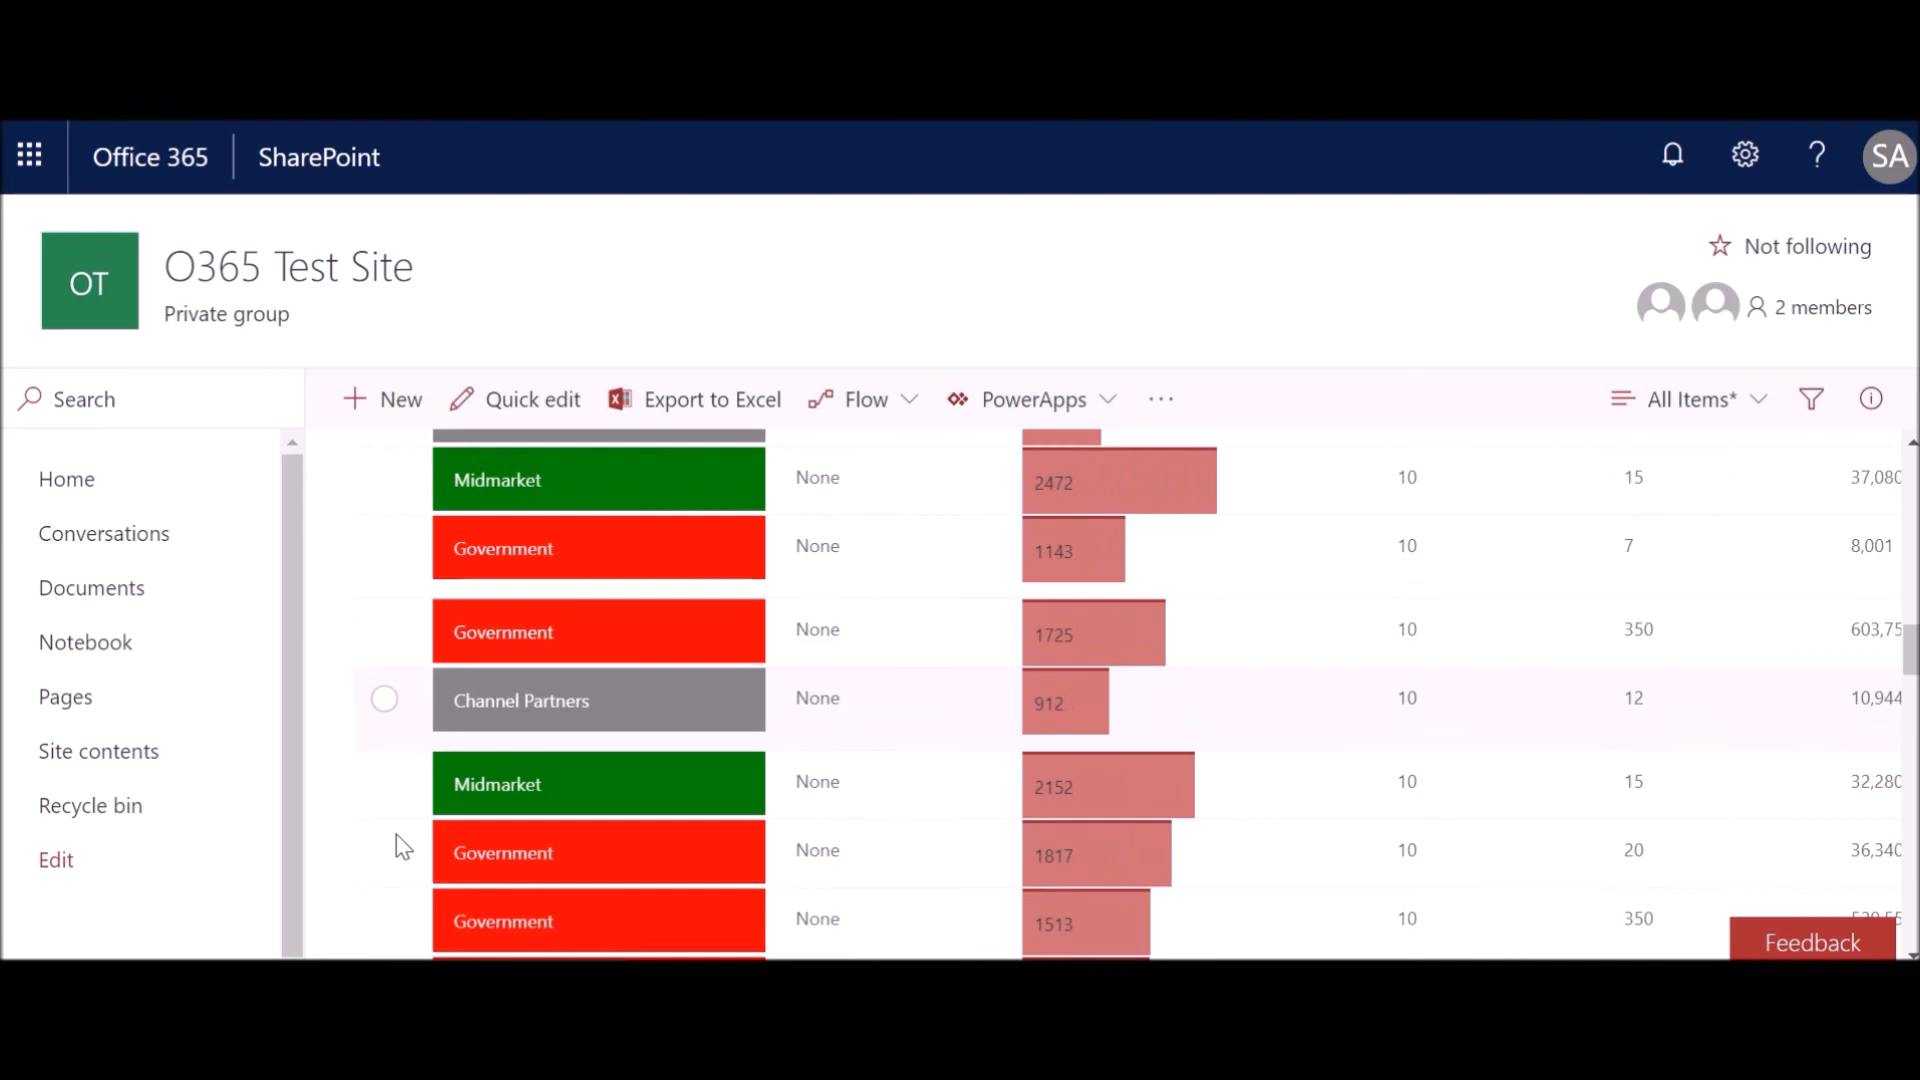 Office 365 SharePoint SA
OT O365 Test Site Not following
Private group 2 members
Search New Quick edit Export to Excel Flow PowerApps ... All Items*
Home
Conversations
Documents
Notebook
Pages
Site contents
Recycle bin
Edit
Midmarket None 2472 10 15 37,080
Government None 1143 10 7 8,001
Government None 1725 10 350 603,75
Channel Partners None 912 10 12 10,944
Midmarket None 2152 10 15 32,280
Government None 1817 10 20 36,340
Government None 1513 10 350
Feedback